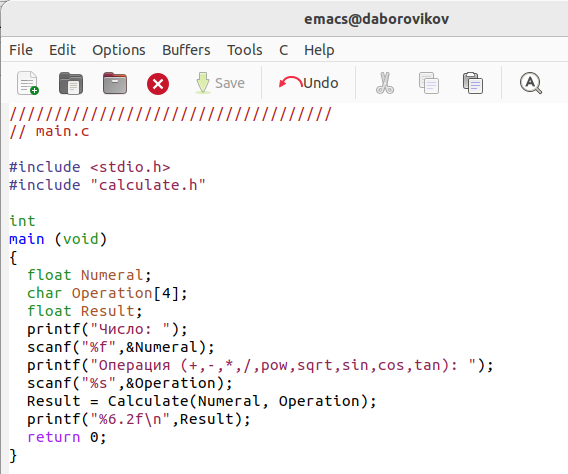 emacs@daborovikov
File Edit Options Buffers Tools C Help
Save Undo
////////////////////////////////////
// main.c
#include <stdio.h>
#include "calculate.h"
int
main (void)
{
float Numeral;
char Operation[4];
float Result;
printf("Число: ");
scanf("%f",&Numeral);
printf("Операция (+,-,*,/,pow,sqrt,sin,cos,tan): ");
scanf("%s",&Operation);
Result = Calculate(Numeral, Operation);
printf("%6.2f\n",Result);
return 0;
}